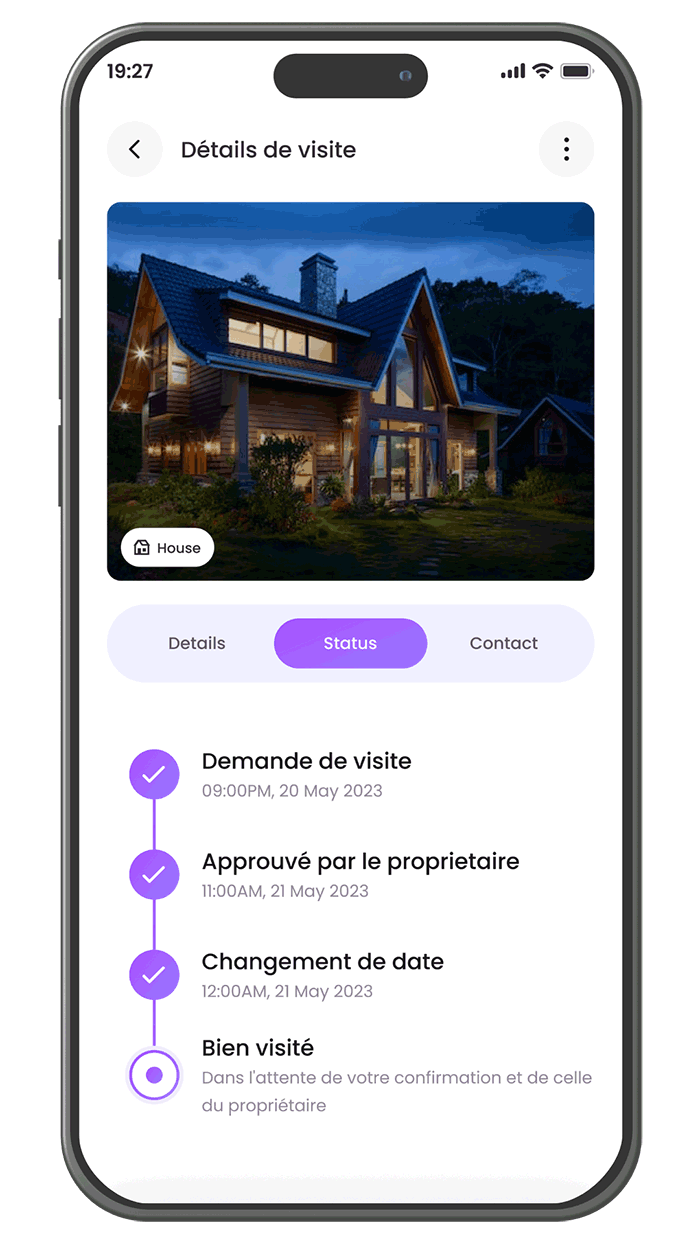 19:27
Détails de visite
House
Details
Status
Contact
Demande de visite
09:00PM, 20 May 2023
Approuvé par le proprietaire
11:00AM, 21 May 2023
Changement de date
12:00AM, 21 May 2023
Bien visité
Dans l'attente de votre confirmation et de celle
du propriétaire